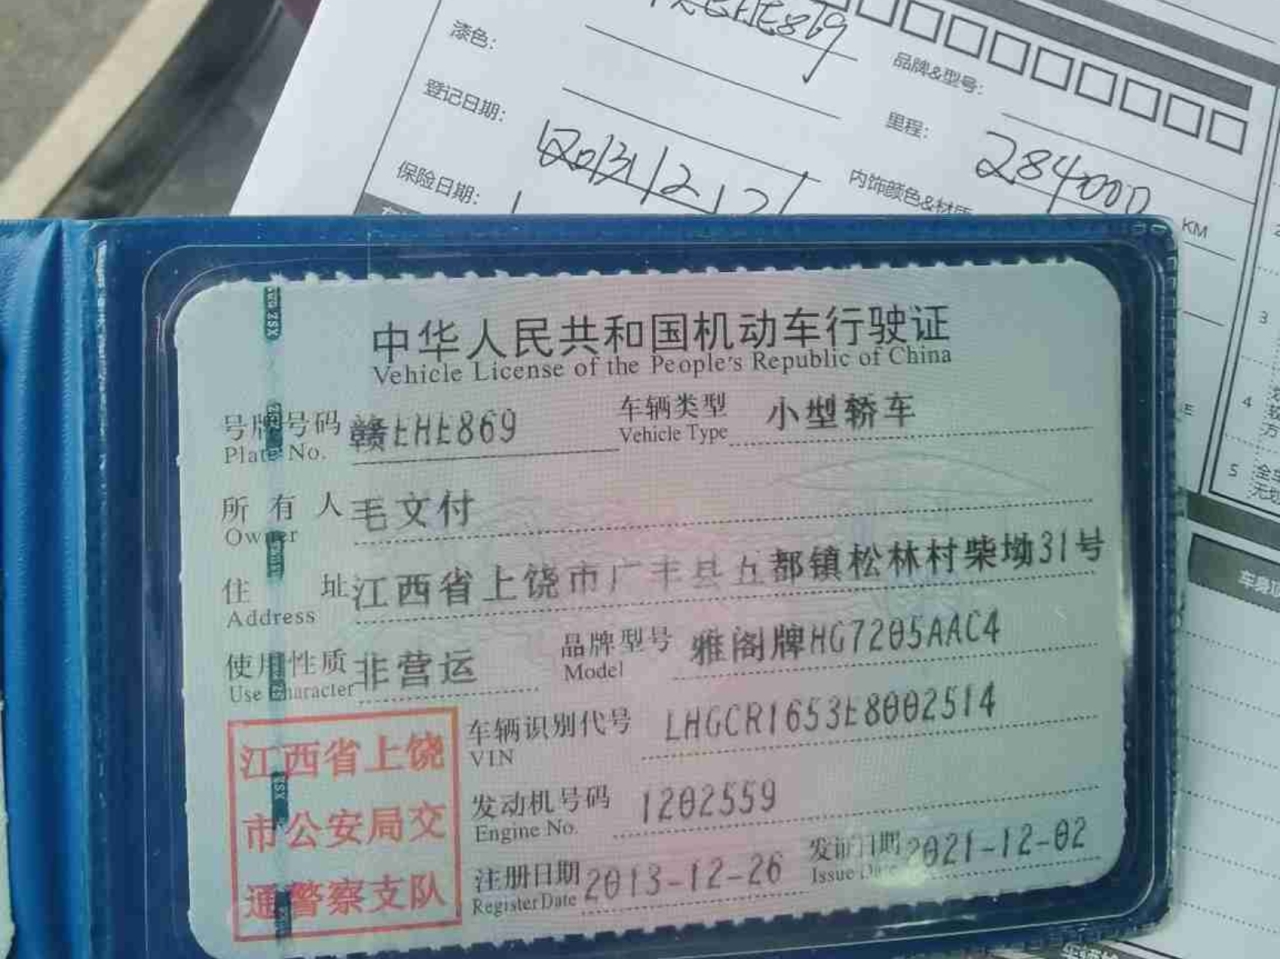 漆色:
品牌&型号:
登记日期:
里程:
284000
KM
保险日期:
内饰颜色&材质
3
4
5
中华人民共和国机动车行驶证
Vehicle License of the People's Republic of China
号牌号码 赣EHE869 车辆类型 小型轿车
Plate No. Vehicle Type
所有人 毛文付
Owner
住址 江西省上饶市广丰县五都镇松林村柴坳31号
Address
使用性质 非营运 品牌型号 雅阁牌HG7205AAC4
Use Character Model
江西省上饶
市公安局交
通警察支队
车辆识别代号 LHGCR1653E8002514
VIN
发动机号码 1202559
Engine No.
注册日期 2013-12-26 发证日期 2021-12-02
Register Date Issue Date